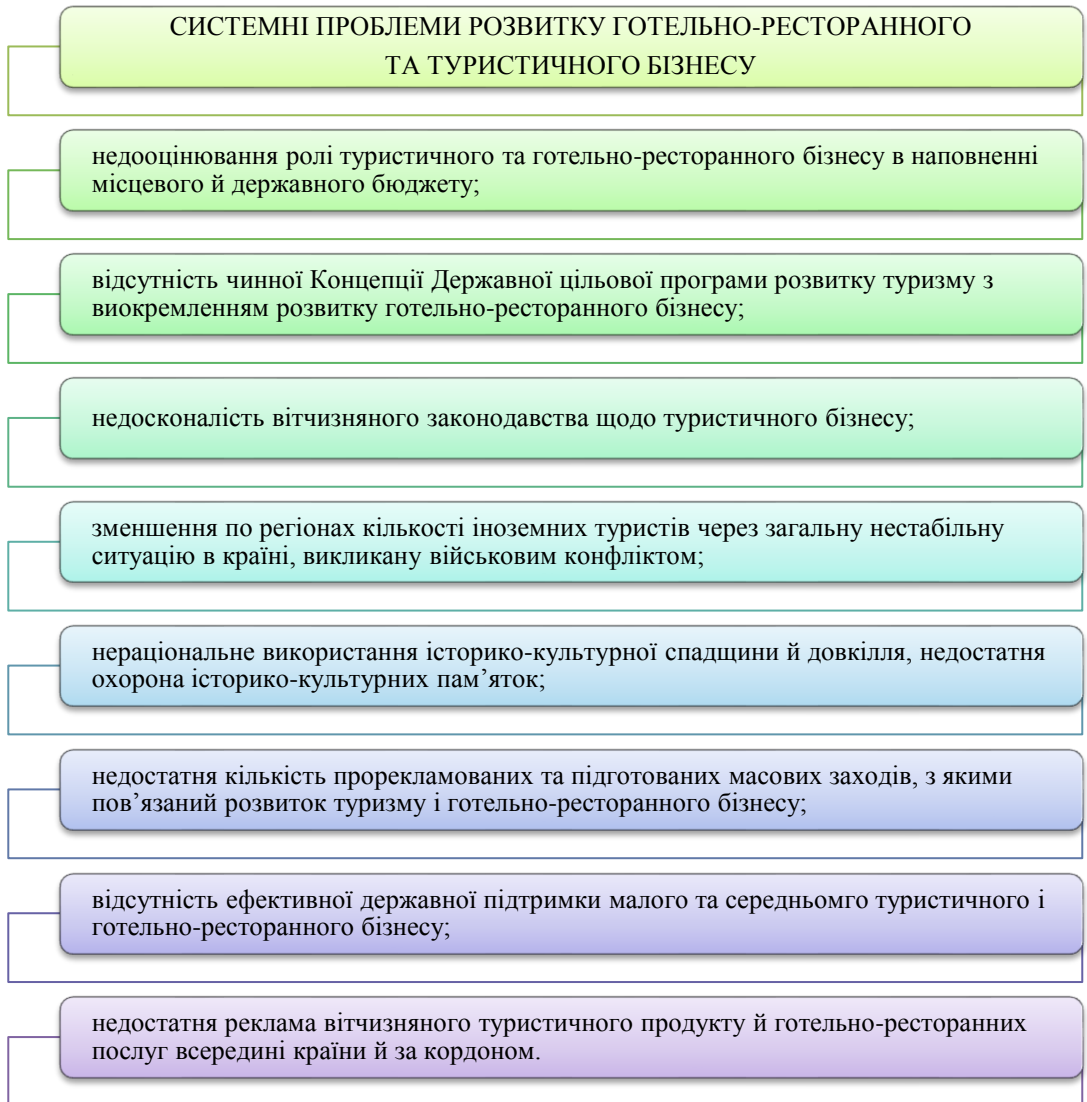 СИСТЕМНІ ПРОБЛЕМИ РОЗВИТКУ ГОТЕЛЬНО-РЕСТОРАННОГО
ТА ТУРИСТИЧНОГО БІЗНЕСУ
недооцінювання ролі туристичного та готельно-ресторанного бізнесу в наповненні
місцевого й державного бюджету;
відсутність чинної Концепції Державної цільової програми розвитку туризму з
виокремленням розвитку готельно-ресторанного бізнесу;
недосконалість вітчизняного законодавства щодо туристичного бізнесу;
зменшення по регіонах кількості іноземних туристів через загальну нестабільну
ситуацію в країні, викликану військовим конфліктом;
нераціональне використання історико-культурної спадщини й довкілля, недостатня
охорона історико-культурних пам’яток;
недостатня кількість прорекламованих та підготованих масових заходів, з якими
пов’язаний розвиток туризму і готельно-ресторанного бізнесу;
відсутність ефективної державної підтримки малого та середньомго туристичного і
готельно-ресторанного бізнесу;
недостатня реклама вітчизняного туристичного продукту й готельно-ресторанних
послуг всередині країни й за кордоном.